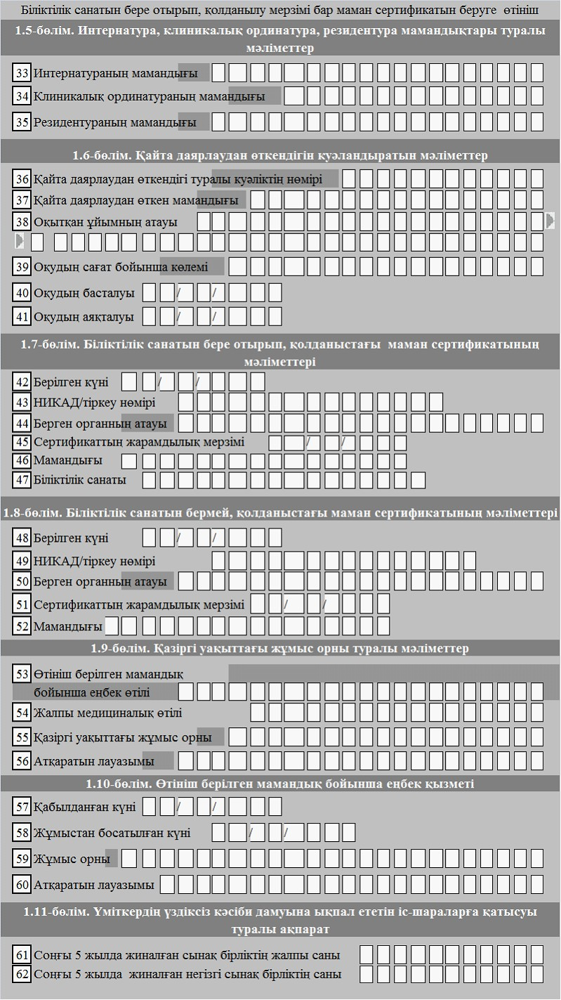 Біліктілік санатын бере отырып, қолданылу мерзімі бар маман сертификатын беруге  өтініш
1.5-бөлім. Интернатура, клиникалық ординатура, резидентура мамандықтары туралы
мәліметтер
33 Интернатураның мамандығы
34 Клиникалық ординатураның мамандығы
35 Резидентураның мамандығы
1.6-бөлім. Қайта даярлаудан өткендігін куәландыратын мәліметтер
36 Қайта даярлаудан өткендігі туралы куәліктің нөмірі
37 Қайта даярлаудан өткен мамандығы
38 Оқытқан ұйымның атауы
39 Оқудың сағат бойынша көлемі
40 Оқудың басталуы / /
41 Оқудың аяқталуы / /
1.7-бөлім. Біліктілік санатын бере отырып, қолданыстағы  маман сертификатының
мәліметтері
42 Берілген күні / /
43 НИКАД/тіркеу нөмірі
44 Берген органның атауы
45 Сертификаттың жарамдылық мерзімі / /
46 Мамандығы
47 Біліктілік санаты
1.8-бөлім. Біліктілік санатын бермей, қолданыстағы маман сертификатының мәліметтері
48 Берілген күні / /
49 НИКАД/тіркеу нөмірі
50 Берген органның атауы
51 Сертификаттың жарамдылық мерзімі / /
52 Мамандығы
1.9-бөлім. Қазіргі уақыттағы жұмыс орны туралы мәліметтер
53 Өтініш берілген мамандық
бойынша еңбек өтілі
54 Жалпы медициналық өтілі
55 Қазіргі уақыттағы жұмыс орны
56 Атқаратын лауазымы
1.10-бөлім. Өтініш берілген мамандық бойынша еңбек қызметі
57 Қабылданған күні / /
58 Жұмыстан босатылған күні / /
59 Жұмыс орны
60 Атқаратын лауазымы
1.11-бөлім. Үміткердің үздіксіз кәсіби дамуына ықпал ететін іс-шараларға қатысуы
туралы ақпарат
61 Соңғы 5 жылда жиналған сынақ бірліктің жалпы саны
62 Соңғы 5 жылда  жиналған негізгі сынақ бірліктің саны